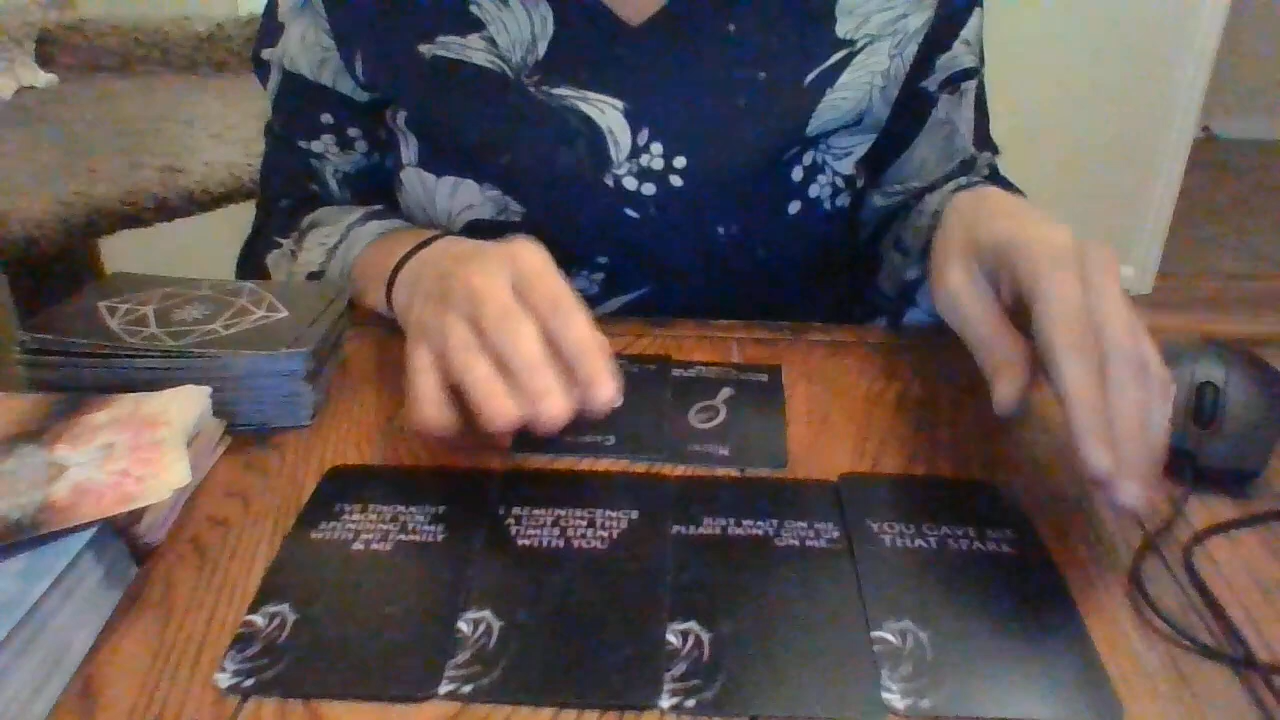 I'VE THOUGHT
ABOUT YOU
SPENDING TIME
WITH MY FAMILY
& ME
I REMINISCENCE
A LOT ON THE
TIMES SPENT
WITH YOU
JUST WAIT ON ME,
PLEASE DON'T GIVE UP
ON ME...
YOU GAVE ME
THAT SPARK